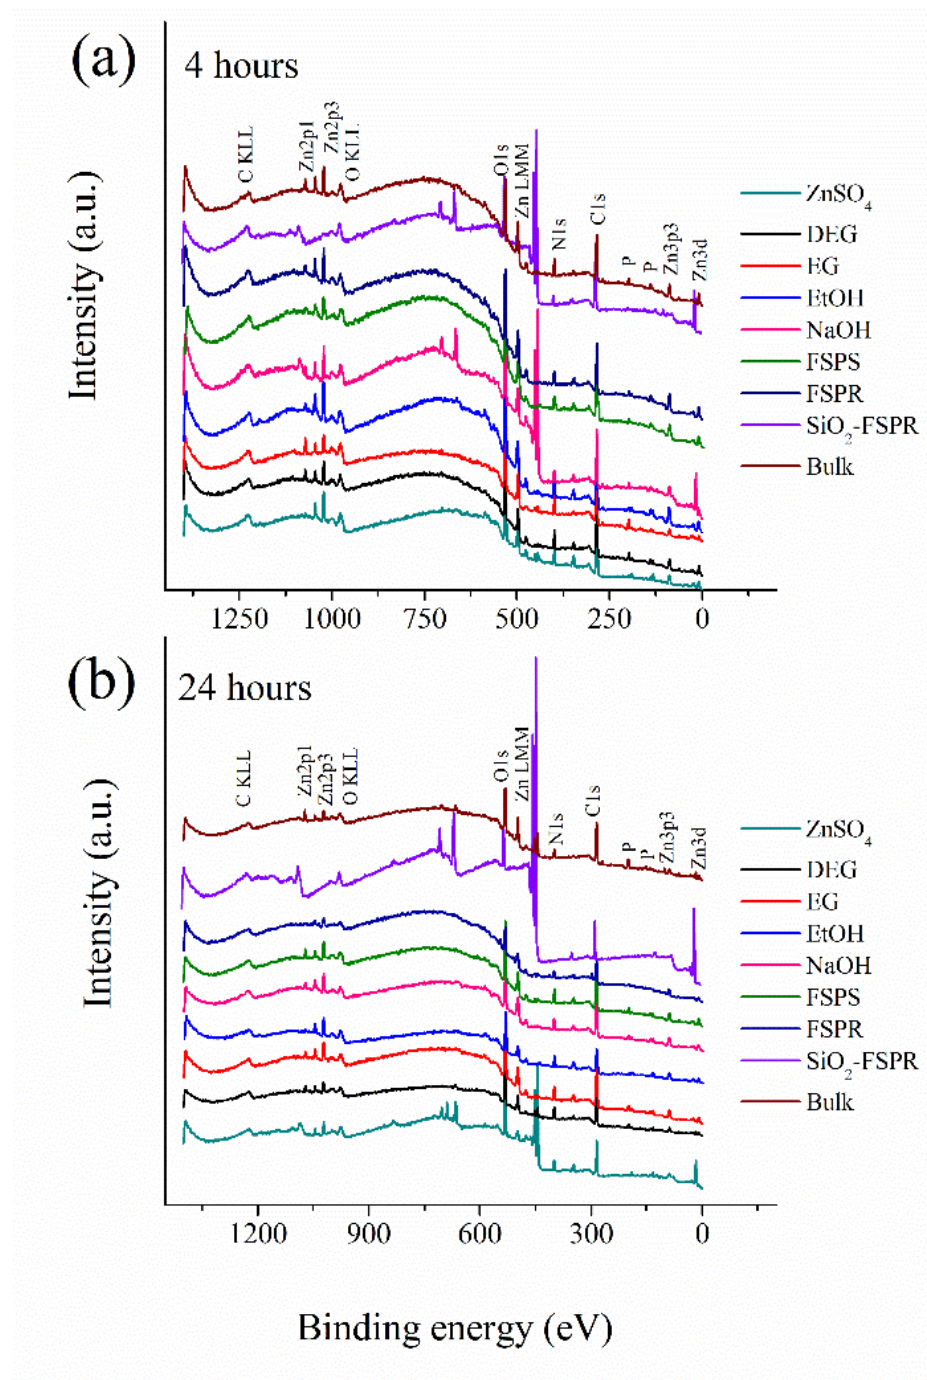 (a)
4 hours
Intensity (a.u.)
C KLL
Zn2p1
Zn2p3
O KLL
O1s
Zn LMM
N1s
C1s
P
P
Zn3p3
Zn3d
ZnSO4
DEG
EG
EtOH
NaOH
FSPS
FSPR
SiO2-FSPR
Bulk
1250 1000 750 500 250 0
(b)
24 hours
Intensity (a.u.)
C KLL
Zn2p1
Zn2p3
O KLL
O1s
Zn LMM
N1s
C1s
P
P
Zn3p3
Zn3d
ZnSO4
DEG
EG
EtOH
NaOH
FSPS
FSPR
SiO2-FSPR
Bulk
1200 900 600 300 0
Binding energy (eV)